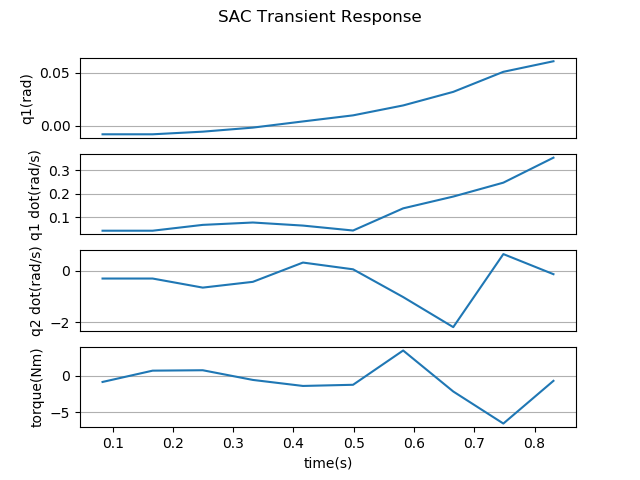 SAC Transient Response
q1(rad)
0.05
0.00
q1 dot(rad/s)
0.3
0.2
0.1
q2 dot(rad/s)
0
−2
torque(Nm)
0
−5
0.1 0.2 0.3 0.4 0.5 0.6 0.7 0.8
time(s)